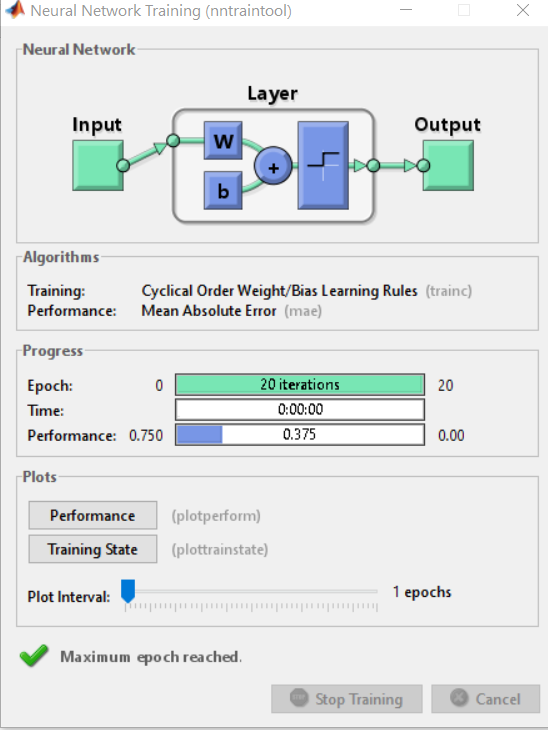 Neural Network Training (nntraintool)
Neural Network
Layer
Input
Output
W
+
b
Algorithms
Training: Cyclical Order Weight/Bias Learning Rules (trainc)
Performance: Mean Absolute Error (mae)
Progress
Epoch: 0 20 iterations 20
Time: 0:00:00
Performance: 0.750 0.375 0.00
Plots
Performance (plotperform)
Training State (plottrainstate)
Plot Interval: 1 epochs
Maximum epoch reached.
Stop Training Cancel